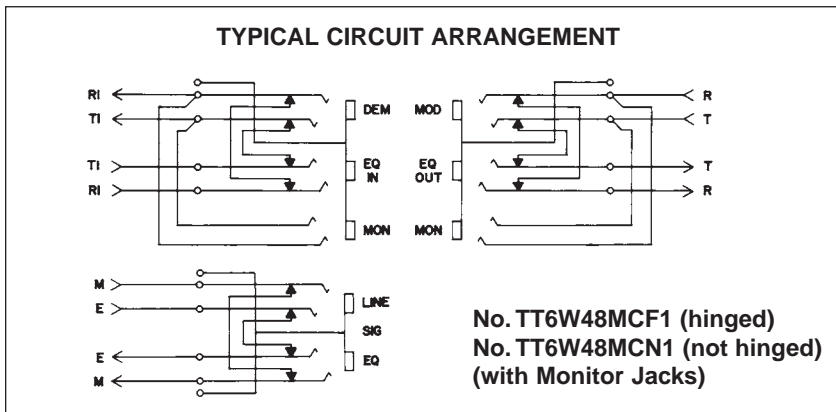 TYPICAL CIRCUIT ARRANGEMENT
RI
TI
TI
RI
DEM
EQ
IN
MON
MOD
EQ
OUT
MON
R
T
T
R
M
E
E
M
LINE
SIG
EQ
No. TT6W48MCF1 (hinged)
No. TT6W48MCN1 (not hinged)
(with Monitor Jacks)